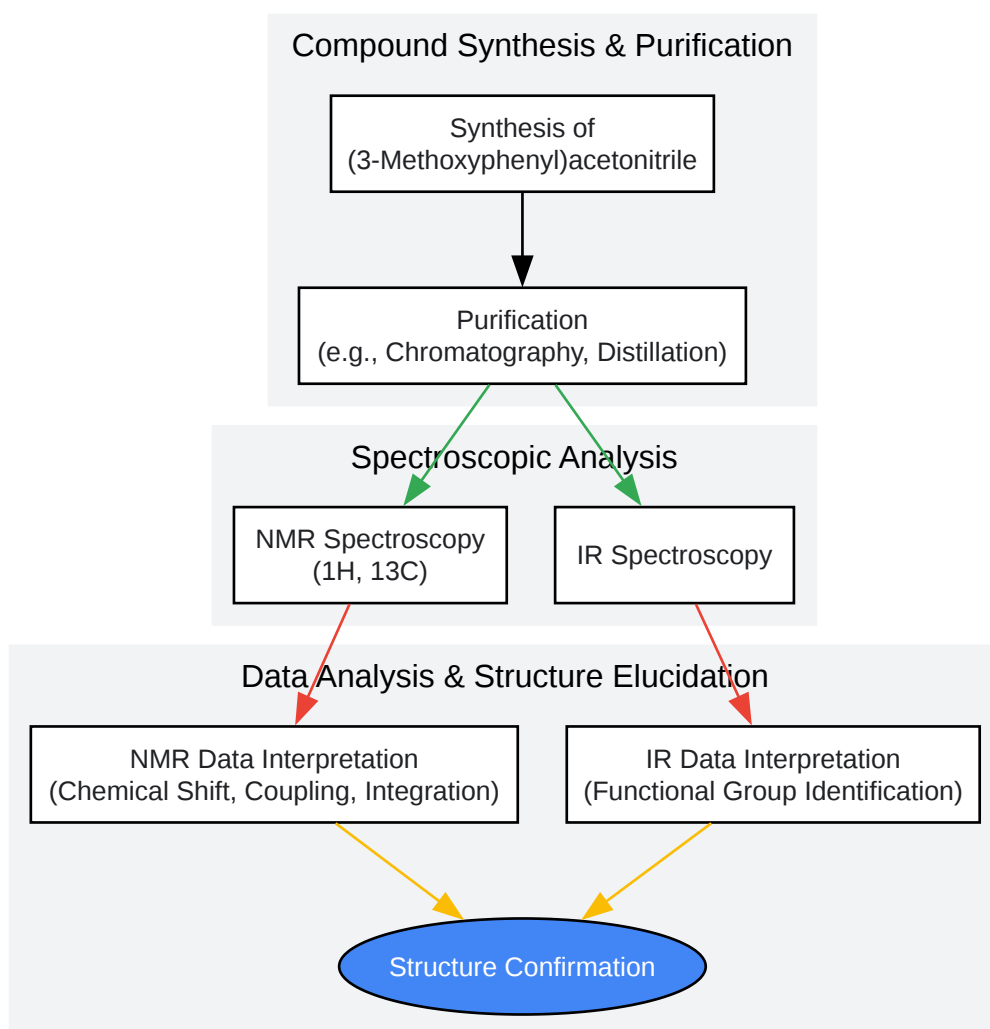 Compound Synthesis & Purification
Synthesis of
(3-Methoxyphenyl)acetonitrile
Purification
(e.g., Chromatography, Distillation)
Spectroscopic Analysis
NMR Spectroscopy
(1H, 13C)
IR Spectroscopy
Data Analysis & Structure Elucidation
NMR Data Interpretation
(Chemical Shift, Coupling, Integration)
IR Data Interpretation
(Functional Group Identification)
Structure Confirmation